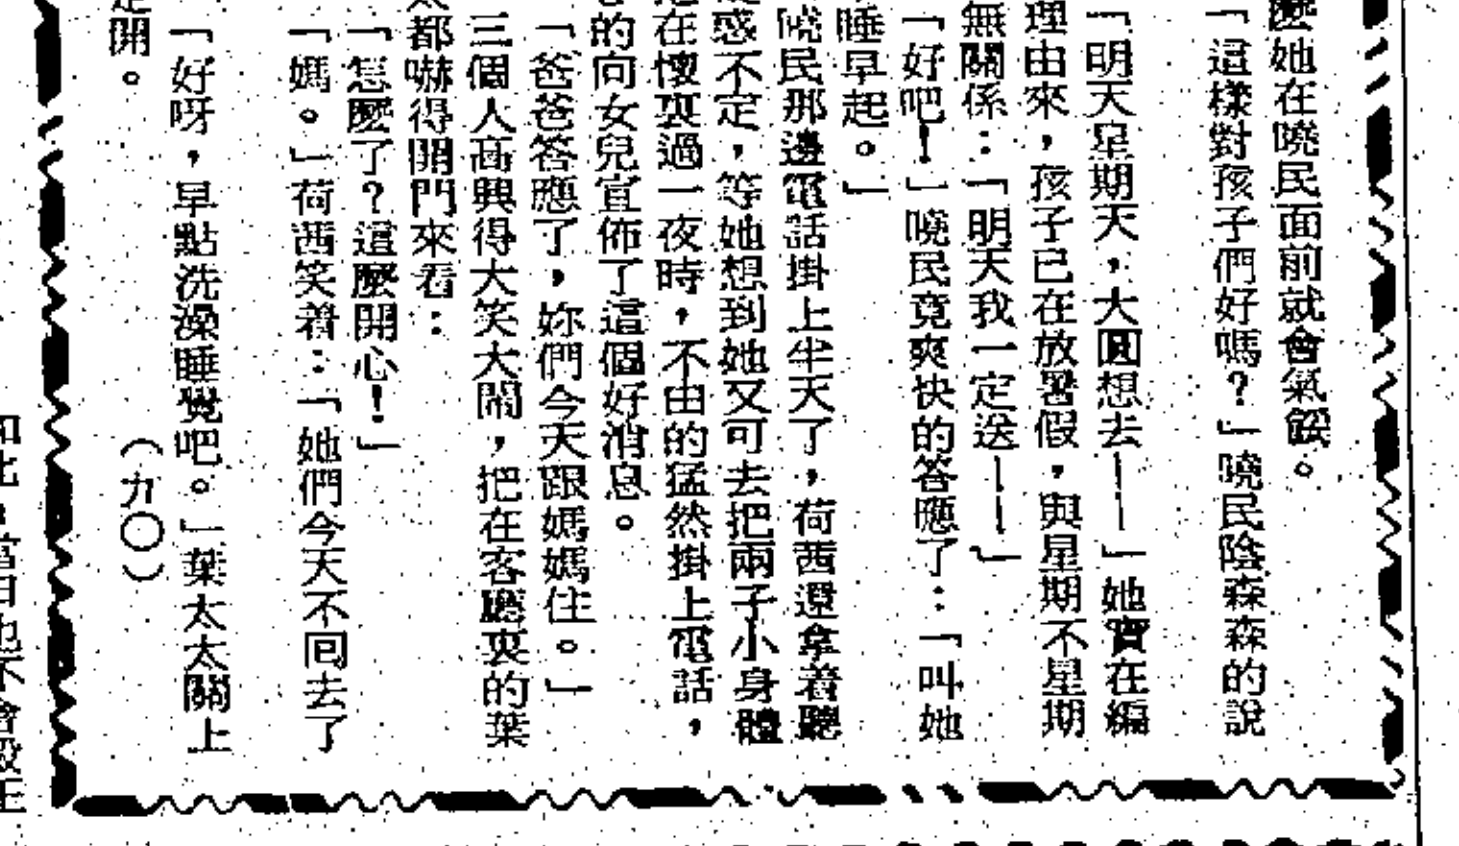 麼她在曉民面前就會氣餒。
「這樣對孩子們好嗎？」曉民陰森森的說
「明天星期天，大圓想去——」她實在編
理由來，孩子已在放暑假，與星期不星期
無關係：「明天我一定送——」
「好吧！」曉民竟爽快的答應了：「叫她
睡早起。」
曉民那邊電話掛上半天了，荷茜還拿着聽
惑不定，等她想到她又可去把兩子小身體
在懷裏過一夜時，不由的猛然掛上電話，
的向女兒宣佈了這個好消息。
「爸爸答應了，妳們今天跟媽媽住。」
三個人高興得大笑大鬧，把在客廳裏的葉
都嚇得開門來看：
「怎麼了？這麼開心！」
「媽。」荷茜笑着：「她們今天不回去了
「好呀，早點洗澡睡覺吧。」葉太太關上
走開。
（九〇）